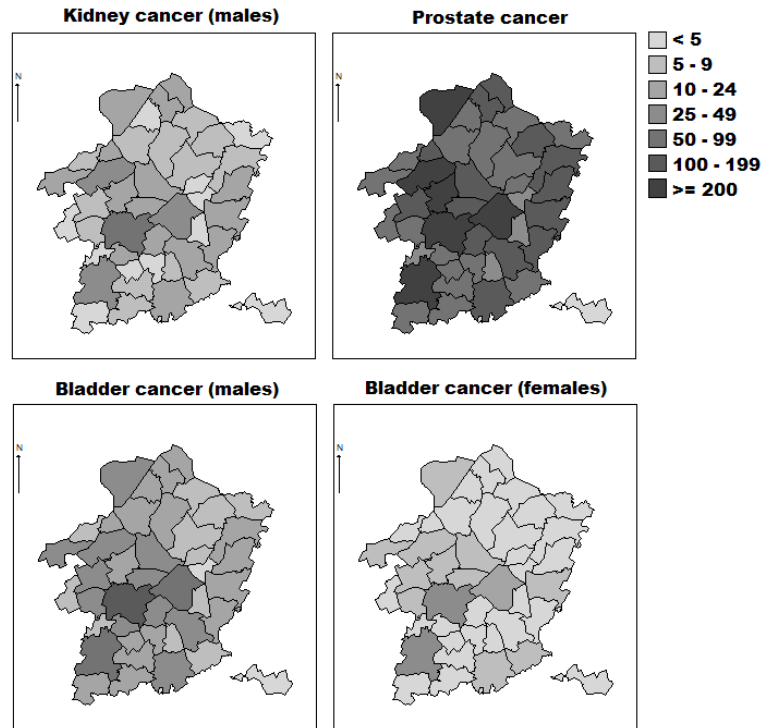 Kidney cancer (males)
Prostate cancer
N
N
< 5
5 - 9
10 - 24
25 - 49
50 - 99
100 - 199
>= 200
Bladder cancer (males)
Bladder cancer (females)
N
N